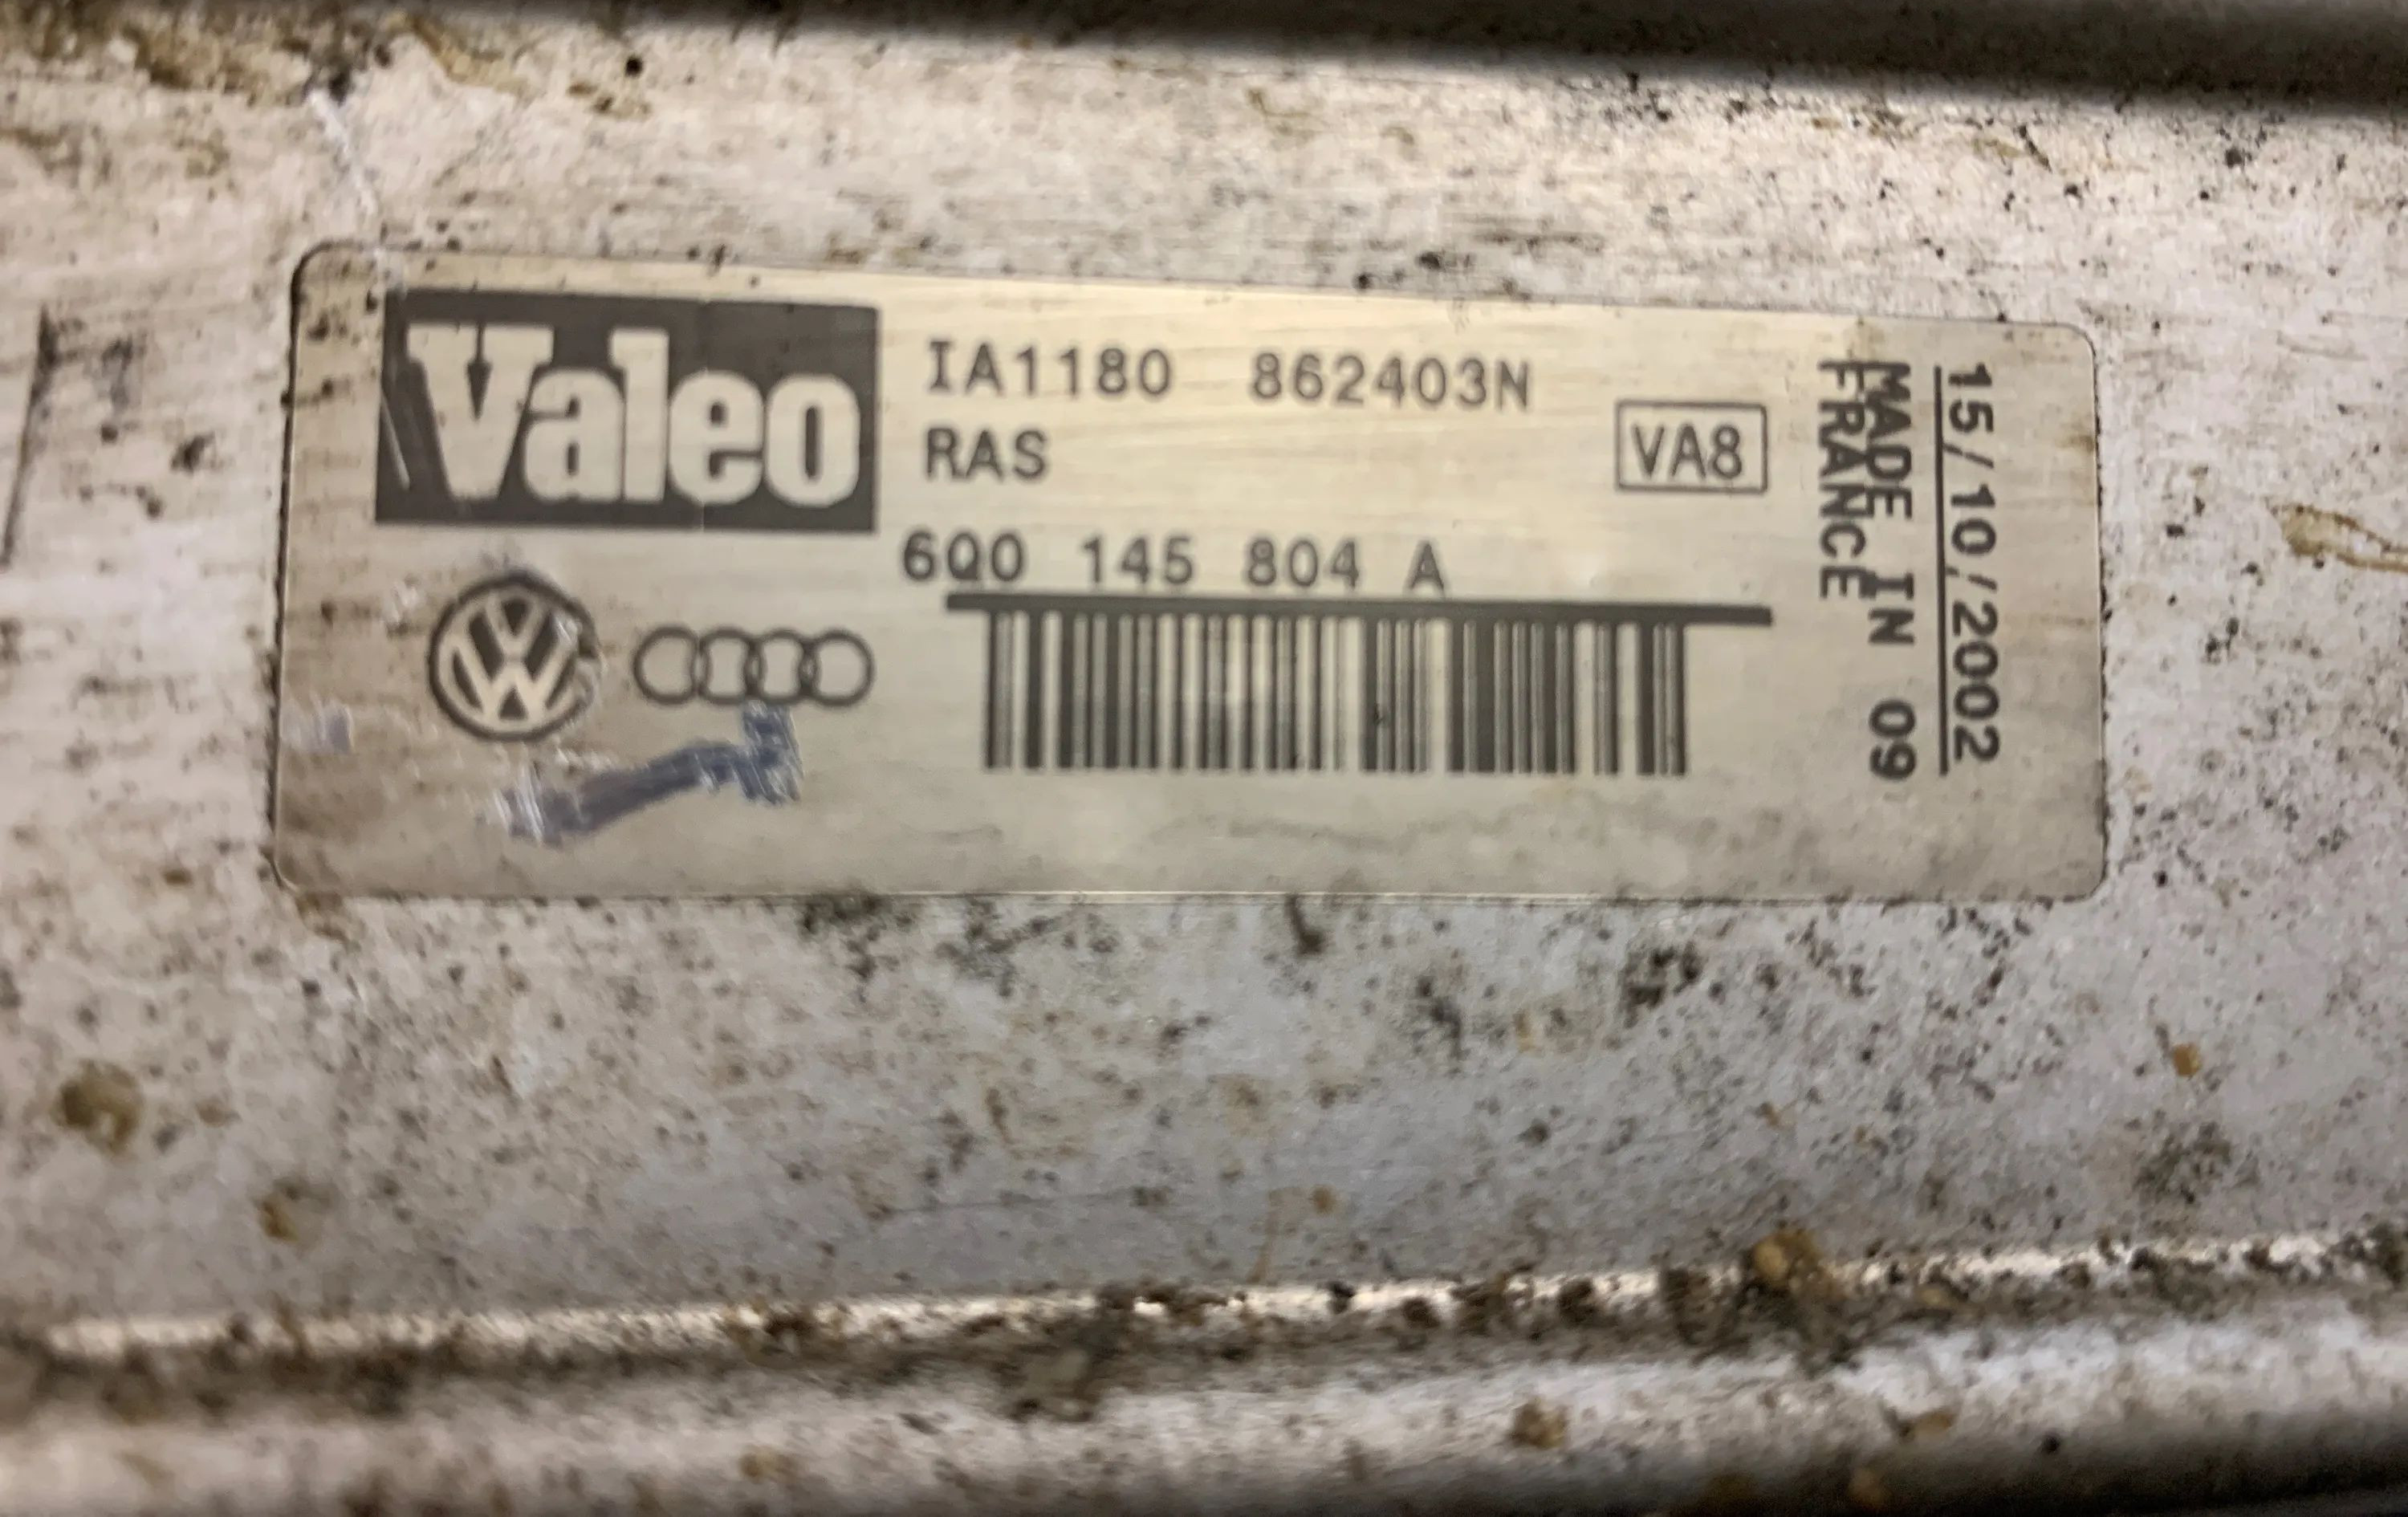 Valeo
IA1180 862403N
RAS
VA8
6Q0 145 804 A
15/10/2002
MADE IN 09
FRANCE